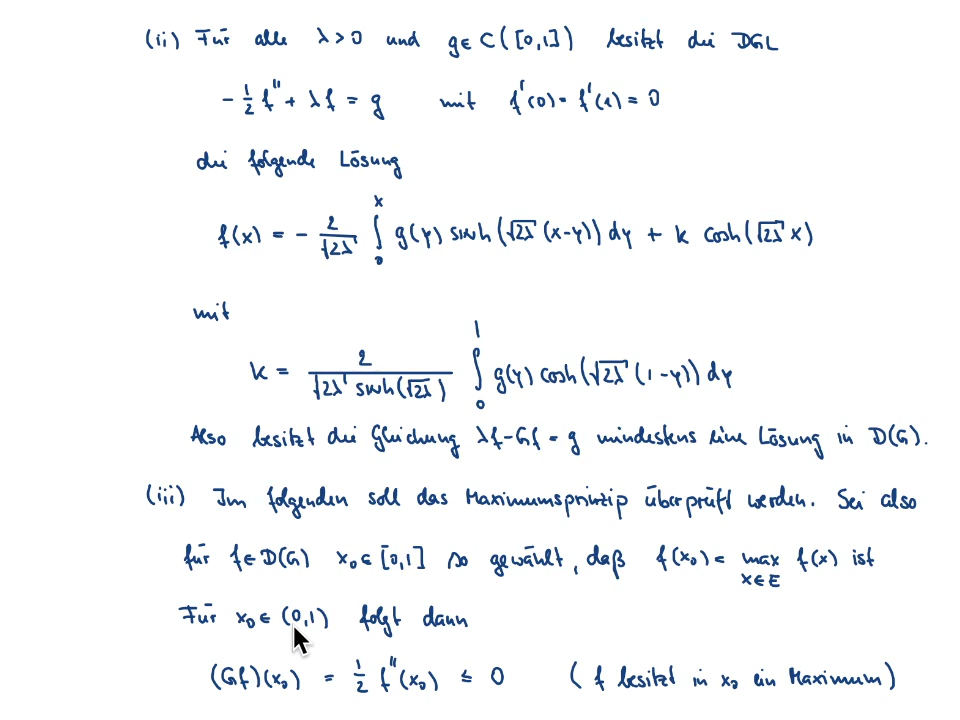 (ii) Für alle λ>0 und g∈C([0,1]) besitzt die DGL
-½f'' + λf = g mit f'(0) = f'(1) = 0
die folgende Lösung
f(x) = - 2/√2λ ∫₀ˣ g(y) sinh(√2λ (x-y)) dy + k cosh(√2λ x)
mit
k = 2/(√2λ sinh(√2λ)) ∫₀¹ g(y) cosh(√2λ (1-y)) dy
Also besitzt die Gleichung λf-Gf = g mindestens eine Lösung in D(G).
(iii) Im folgenden soll das Maximumsprinzip überprüft werden. Sei also
für f∈D(G) x₀∈[0,1] so gewählt, daß f(x₀) = max_{x∈E} f(x) ist
Für x₀∈(0,1) folgt dann
(Gf)(x₀) = ½ f''(x₀) ≤ 0 (f besitzt in x₀ ein Maximum)